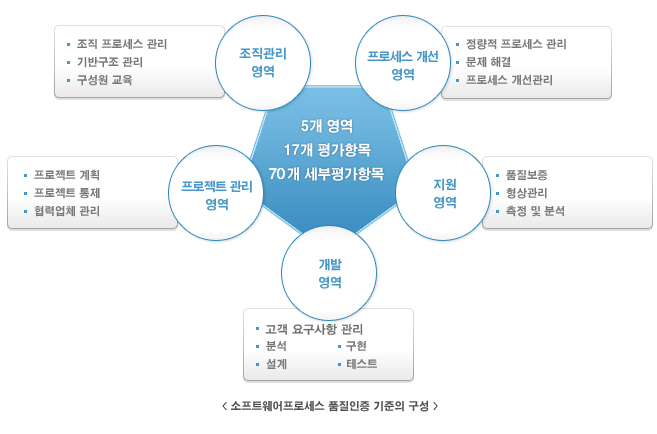 조직관리
영역
조직 프로세스 관리
기반구조 관리
구성원 교육
프로세스 개선
영역
정량적 프로세스 관리
문제 해결
프로세스 개선관리
5개 영역
17개 평가항목
70개 세부평가항목
프로젝트 관리
영역
프로젝트 계획
프로젝트 통제
협력업체 관리
지원
영역
품질보증
형상관리
측정 및 분석
개발
영역
고객 요구사항 관리
분석 구현
설계 테스트
< 소프트웨어프로세스 품질인증 기준의 구성 >